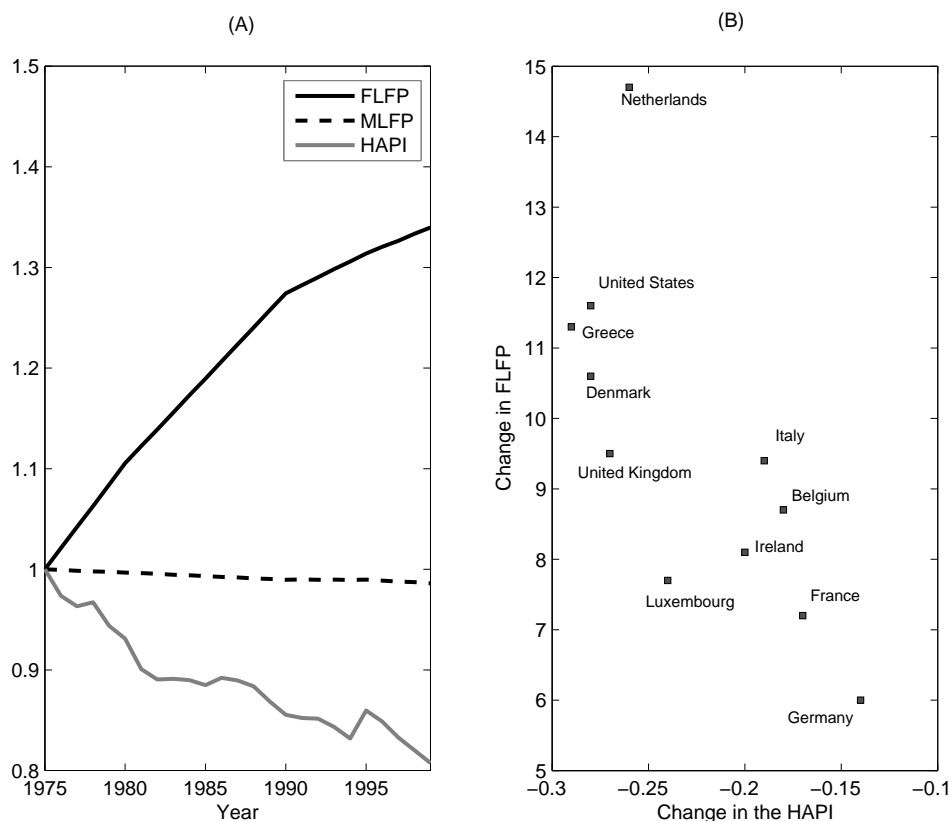 (A)
1.5
1.4
1.3
1.2
1.1
1
0.9
0.8
1975
1980
1985
1990
1995
Year
FLFP
MLFP
HAPI
(B)
15
14
13
12
11
10
9
8
7
6
5
Change in FLFP
Netherlands
United States
Greece
Denmark
Italy
United Kingdom
Belgium
Ireland
Luxembourg
France
Germany
−0.3
−0.25
−0.2
−0.15
−0.1
Change in the HAPI